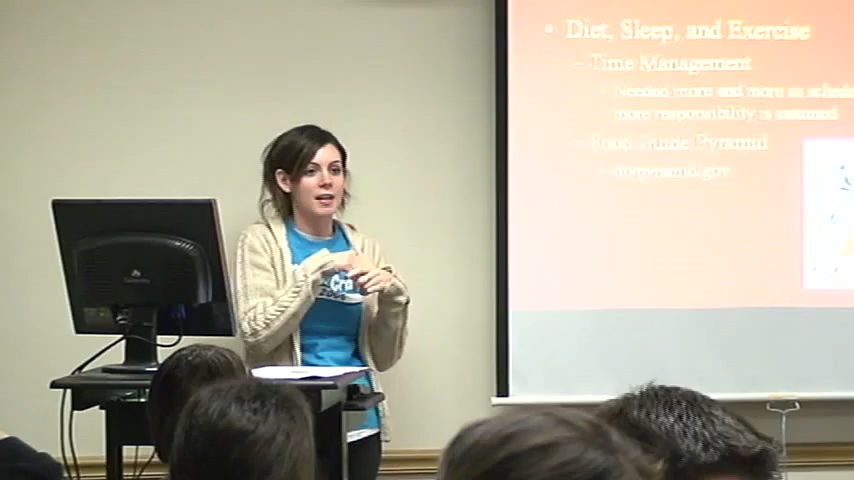 • Diet, Sleep, and Exercise
– Time Management
• Needed more and more as
more responsibility is assumed
– Food Guide Pyramid
• mypyramid.gov